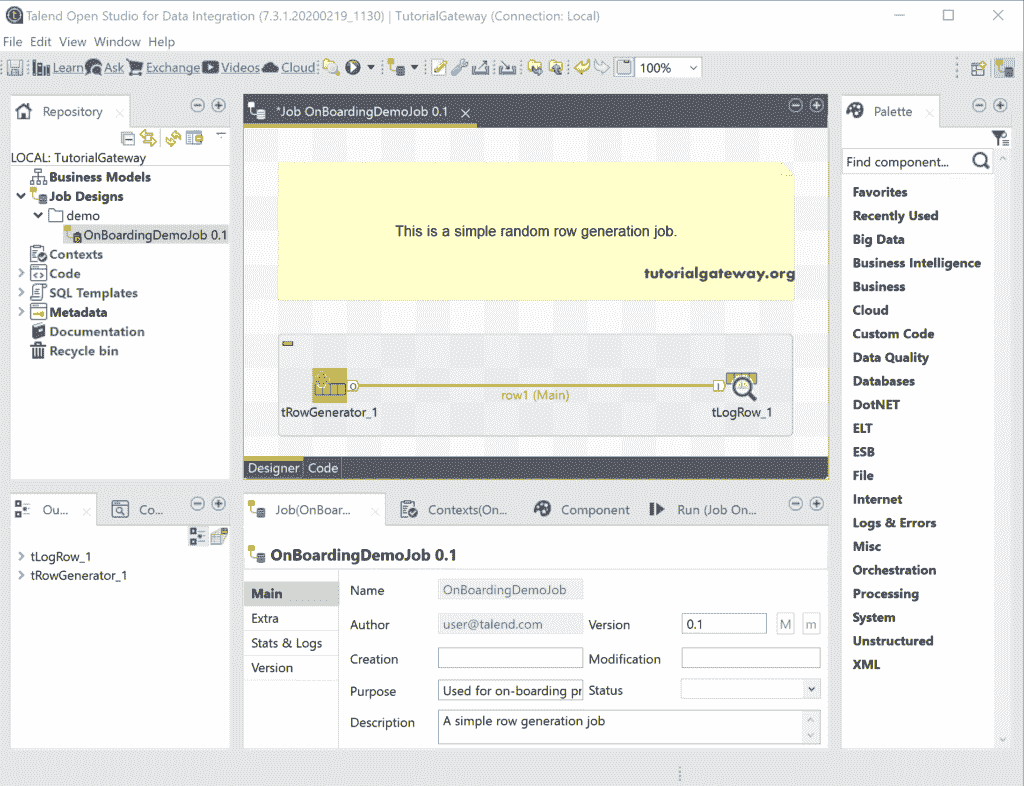 Talend Open Studio for Data Integration (7.3.1.20200219_1130) | TutorialGateway (Connection: Local)
File Edit View Window Help
Learn Ask Exchange Videos Cloud 100%
Repository
LOCAL: TutorialGateway
Business Models
Job Designs
demo
OnBoardingDemoJob 0.1
Contexts
Code
SQL Templates
Metadata
Documentation
Recycle bin
*Job OnBoardingDemoJob 0.1
This is a simple random row generation job.
tutorialgateway.org
row1 (Main)
tRowGenerator_1 tLogRow_1
Designer Code
Palette
Find component...
Favorites
Recently Used
Big Data
Business Intelligence
Business
Cloud
Custom Code
Data Quality
Databases
DotNET
ELT
ESB
File
Internet
Logs & Errors
Misc
Orchestration
Processing
System
Unstructured
XML
Ou... Co...
tLogRow_1
tRowGenerator_1
Job(OnBoar... Contexts(On... Component Run (Job On...
OnBoardingDemoJob 0.1
Main
Extra
Stats & Logs
Version
Name OnBoardingDemoJob
Author user@talend.com Version 0.1 M m
Creation Modification
Purpose Used for on-boarding pr Status
Description A simple row generation job